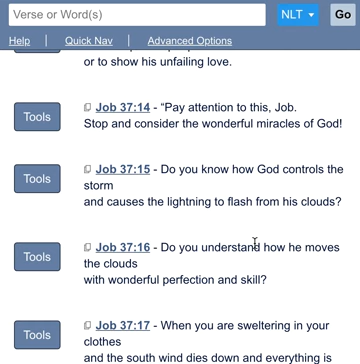 Verse or Word(s)
NLT
Go
Help | Quick Nav | Advanced Options
or to show his unfailing love.
Tools
Job 37:14 - “Pay attention to this, Job.
Stop and consider the wonderful miracles of God!
Tools
Job 37:15 - Do you know how God controls the
storm
and causes the lightning to flash from his clouds?
Tools
Job 37:16 - Do you understand how he moves
the clouds
with wonderful perfection and skill?
Tools
Job 37:17 - When you are sweltering in your
clothes
and the south wind dies down and everything is